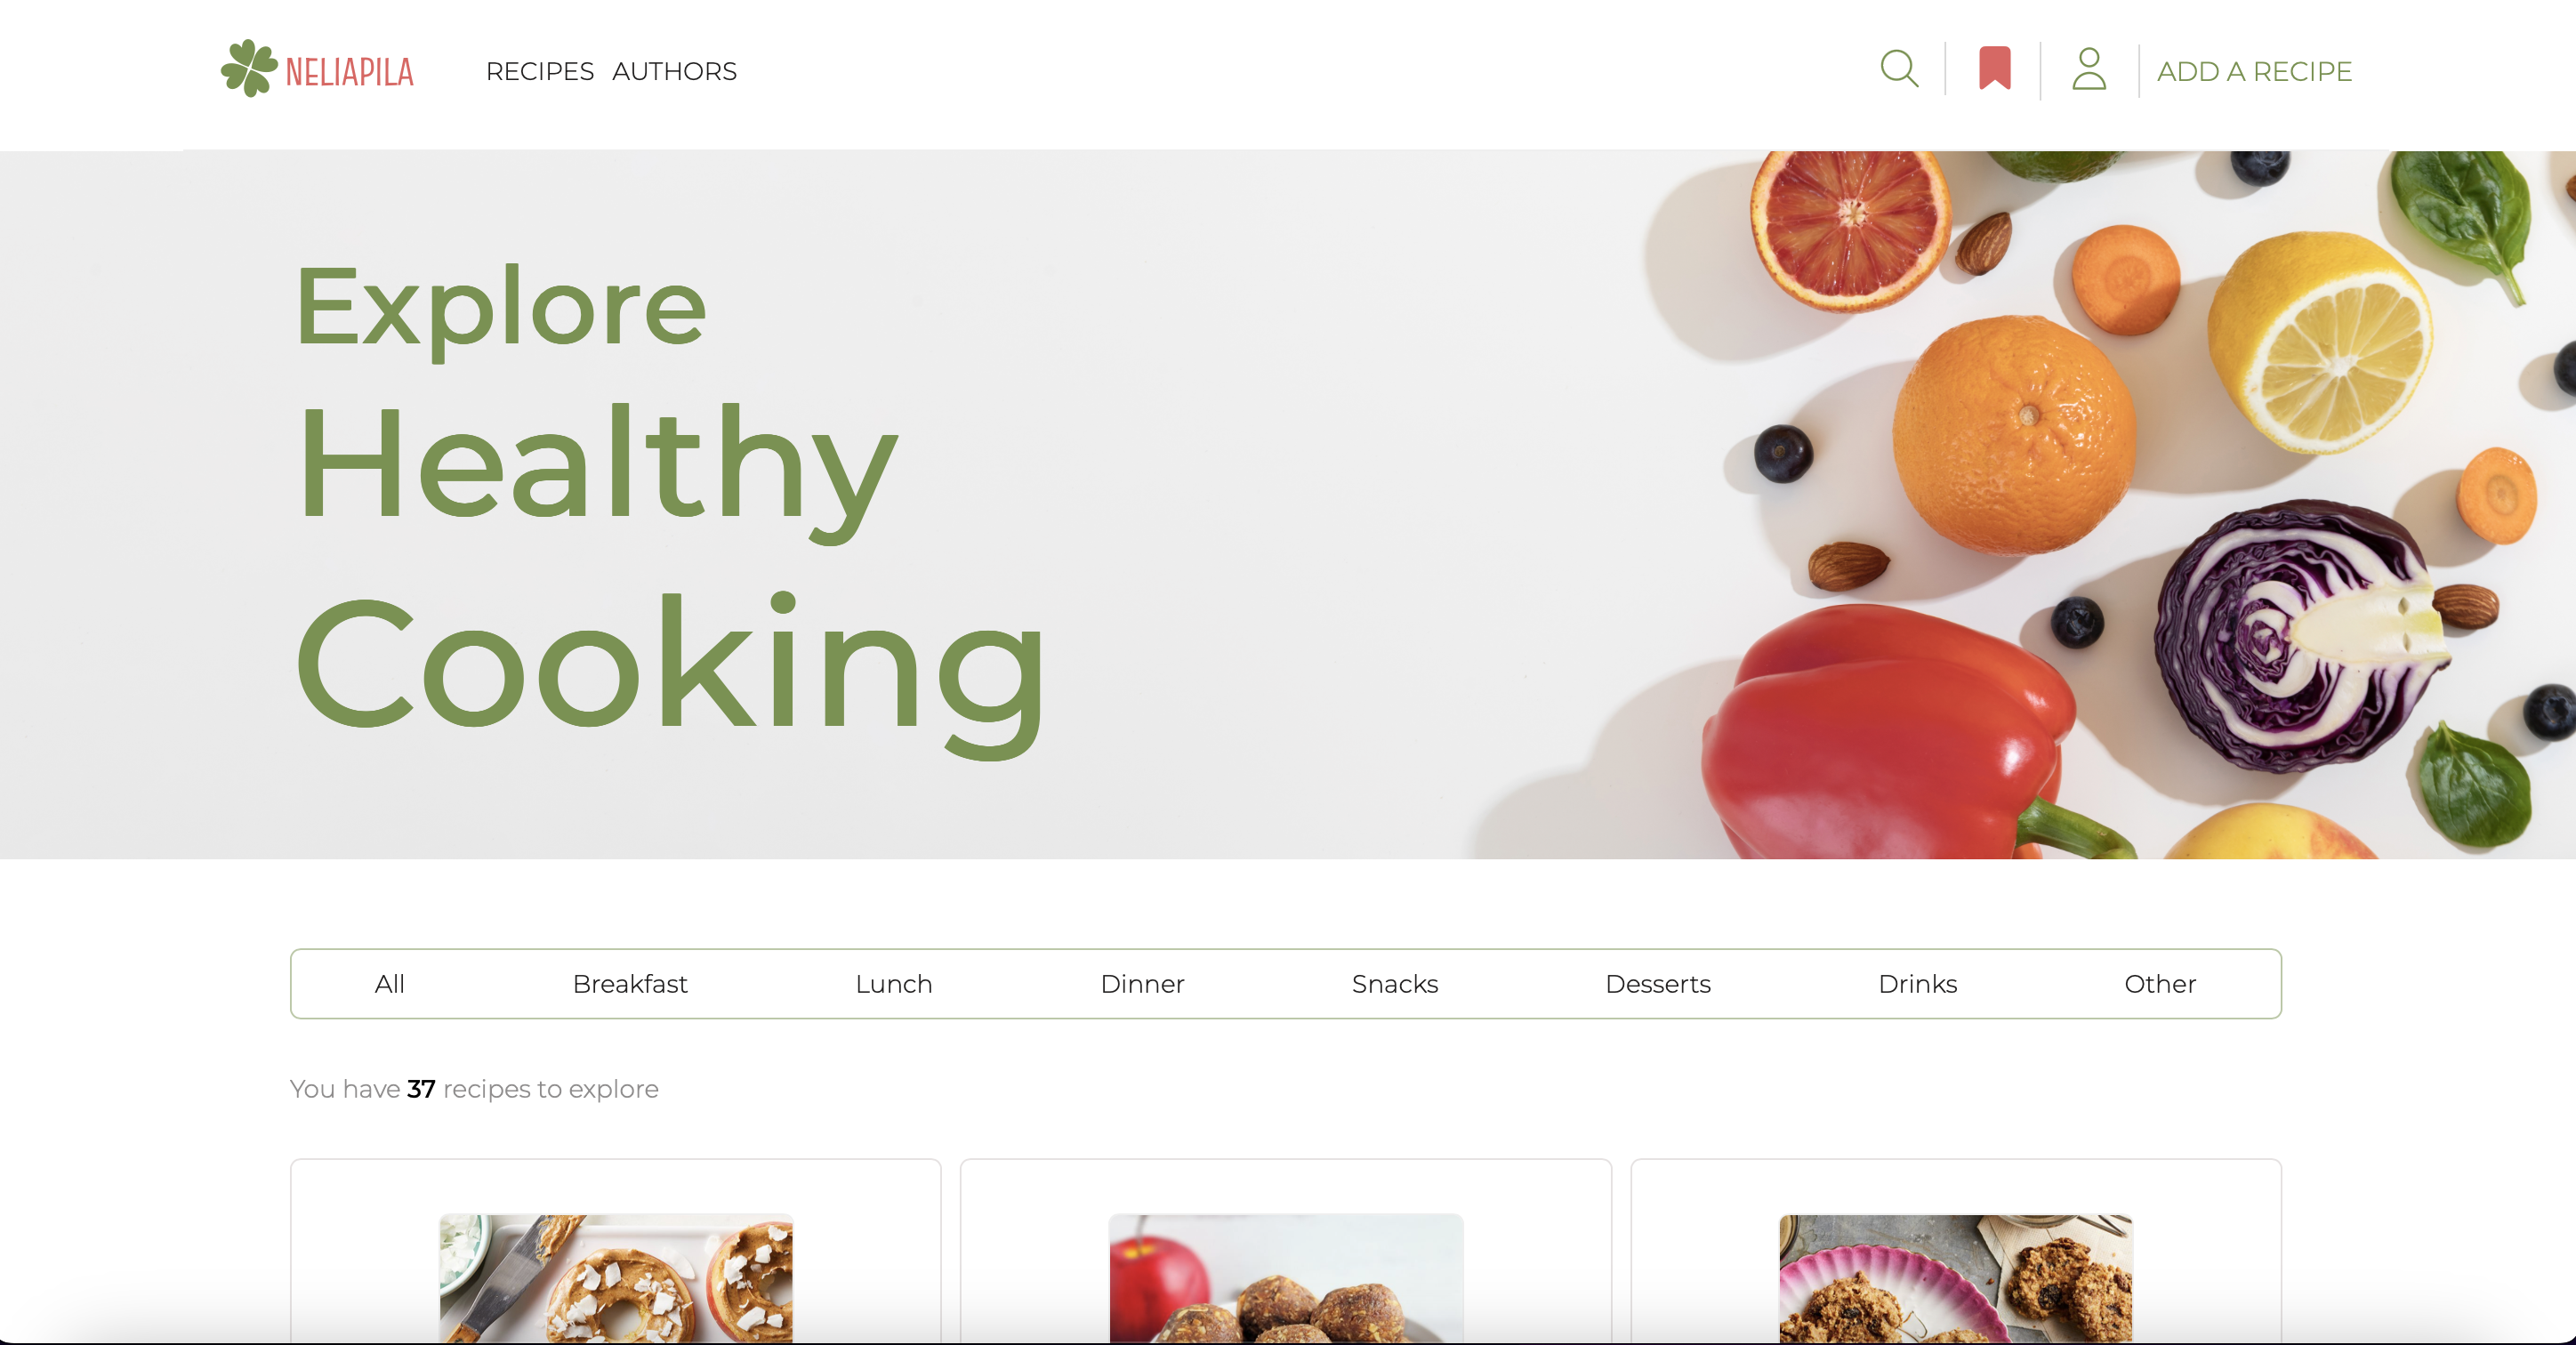 NELIAPILA RECIPES AUTHORS ADD A RECIPE
Explore
Healthy
Cooking
All Breakfast Lunch Dinner Snacks Desserts Drinks Other
You have 37 recipes to explore